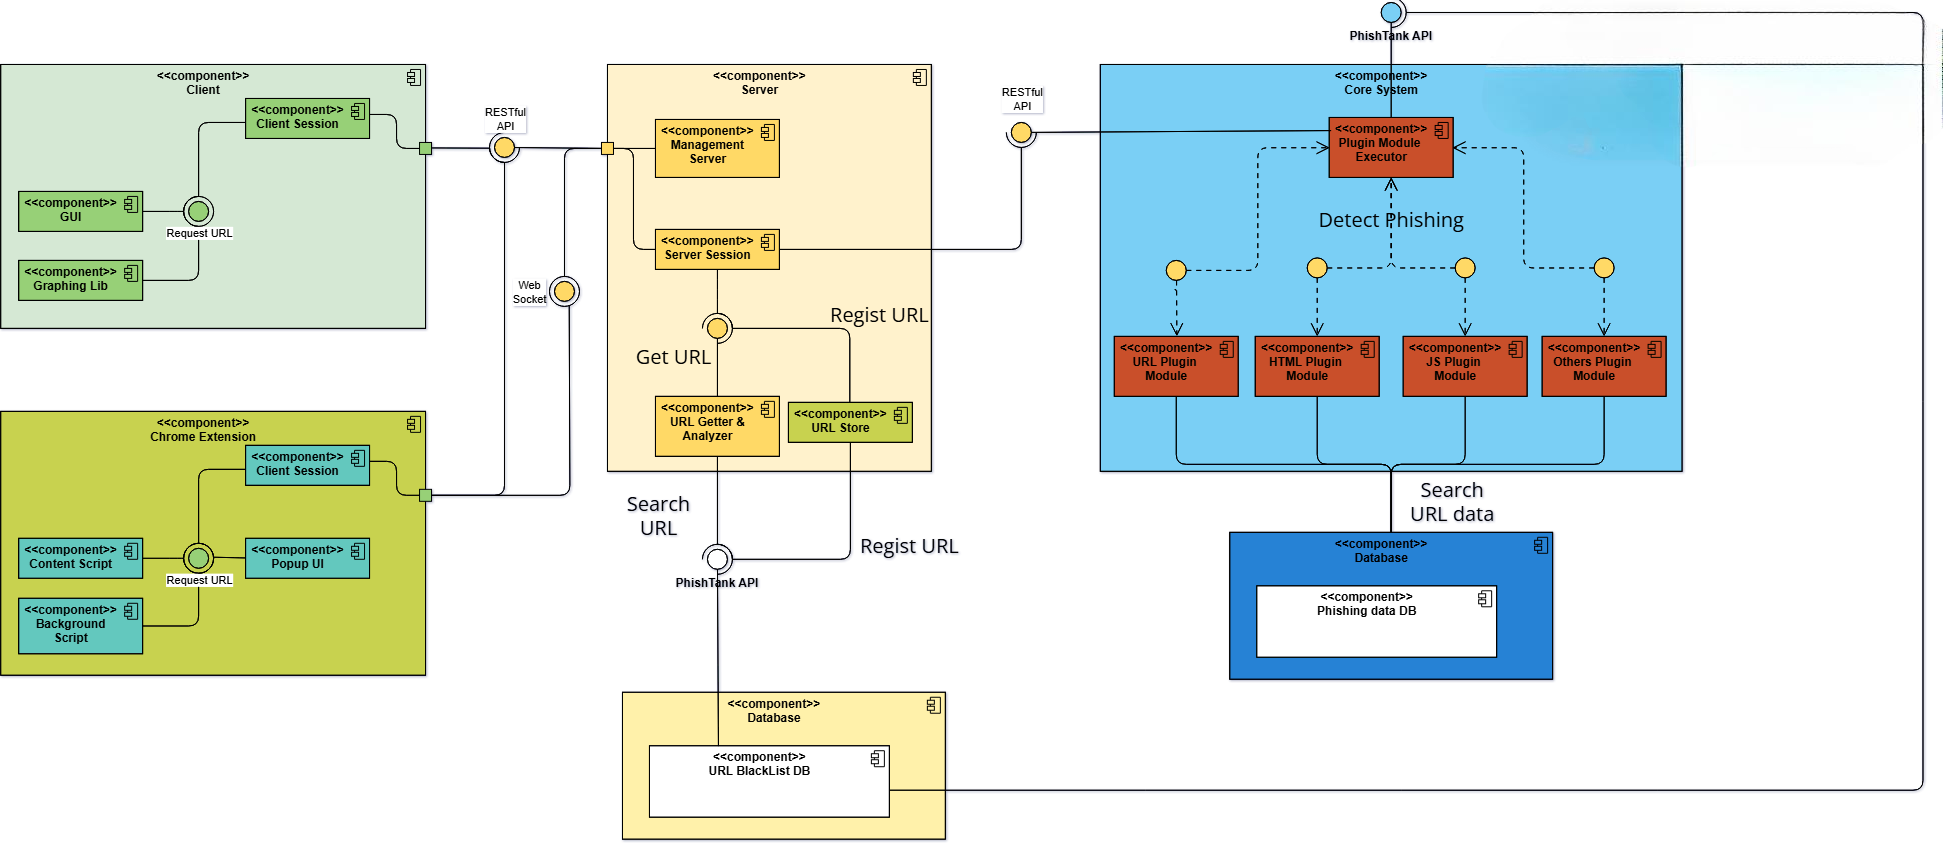 PhishTank API
<<component>>
Client
<<component>>
Client Session
<<component>>
GUI
Request URL
<<component>>
Graphing Lib
RESTful
API
Web
Socket
<<component>>
Server
<<component>>
Management
Server
<<component>>
Server Session
Regist URL
Get URL
<<component>>
URL Getter &
Analyzer
<<component>>
URL Store
RESTful
API
<<component>>
Core System
<<component>>
Plugin Module
Executor
Detect Phishing
<<component>>
URL Plugin
Module
<<component>>
HTML Plugin
Module
<<component>>
JS Plugin
Module
<<component>>
Others Plugin
Module
<<component>>
Chrome Extension
<<component>>
Client Session
<<component>>
Content Script
<<component>>
Popup UI
Request URL
<<component>>
Background
Script
Search
URL
Regist URL
PhishTank API
Search
URL data
<<component>>
Database
<<component>>
Phishing data DB
<<component>>
Database
<<component>>
URL BlackList DB